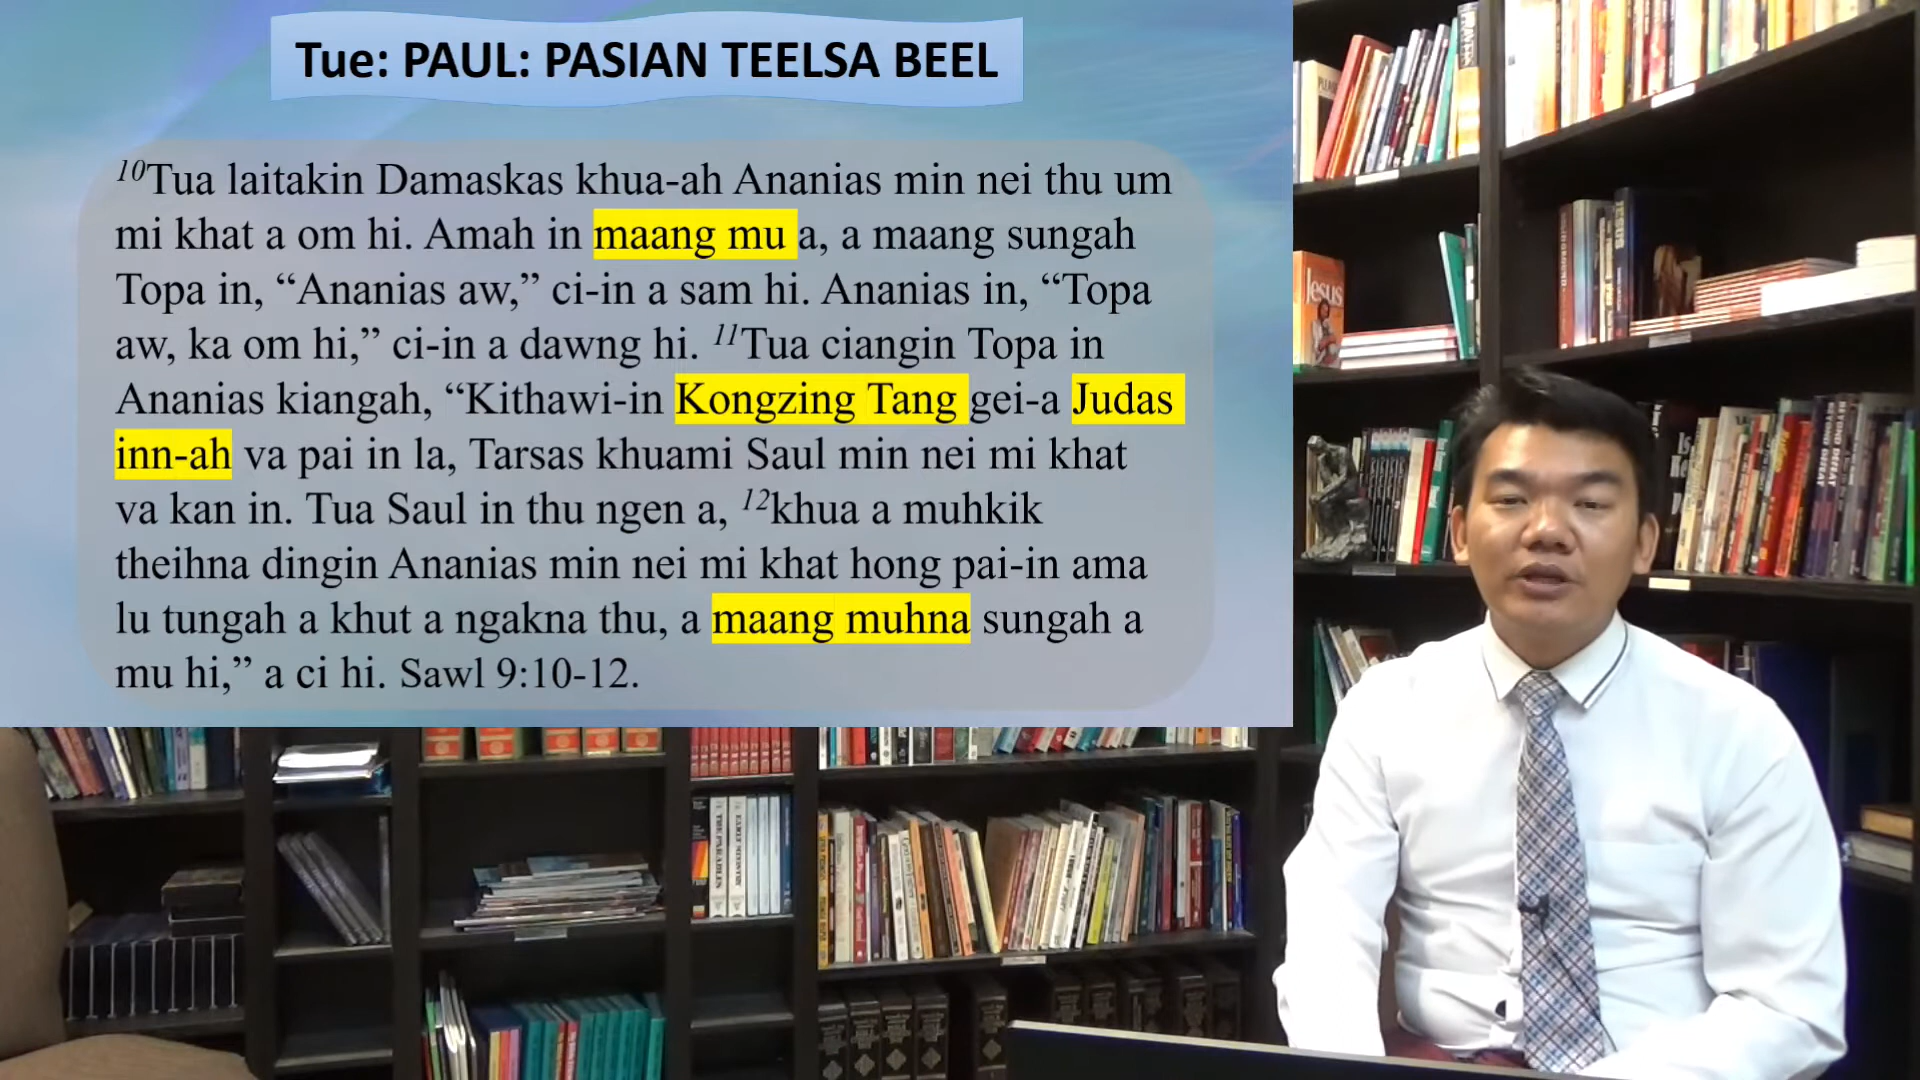 Tue: PAUL: PASIAN TEELSA BEEL
10Tua laitakin Damaskas khua-ah Ananias min nei thu um
mi khat a om hi. Amah in maang mu a, a maang sungah
Topa in, “Ananias aw,” ci-in a sam hi. Ananias in, “Topa
aw, ka om hi,” ci-in a dawng hi. 11Tua ciangin Topa in
Ananias kiangah, “Kithawi-in Kongzing Tang gei-a Judas
inn-ah va pai in la, Tarsas khuami Saul min nei mi khat
va kan in. Tua Saul in thu ngen a, 12khua a muhkik
theihna dingin Ananias min nei mi khat hong pai-in ama
lu tungah a khut a ngakna thu, a maang muhna sungah a
mu hi,” a ci hi. Sawl 9:10-12.
Jesus